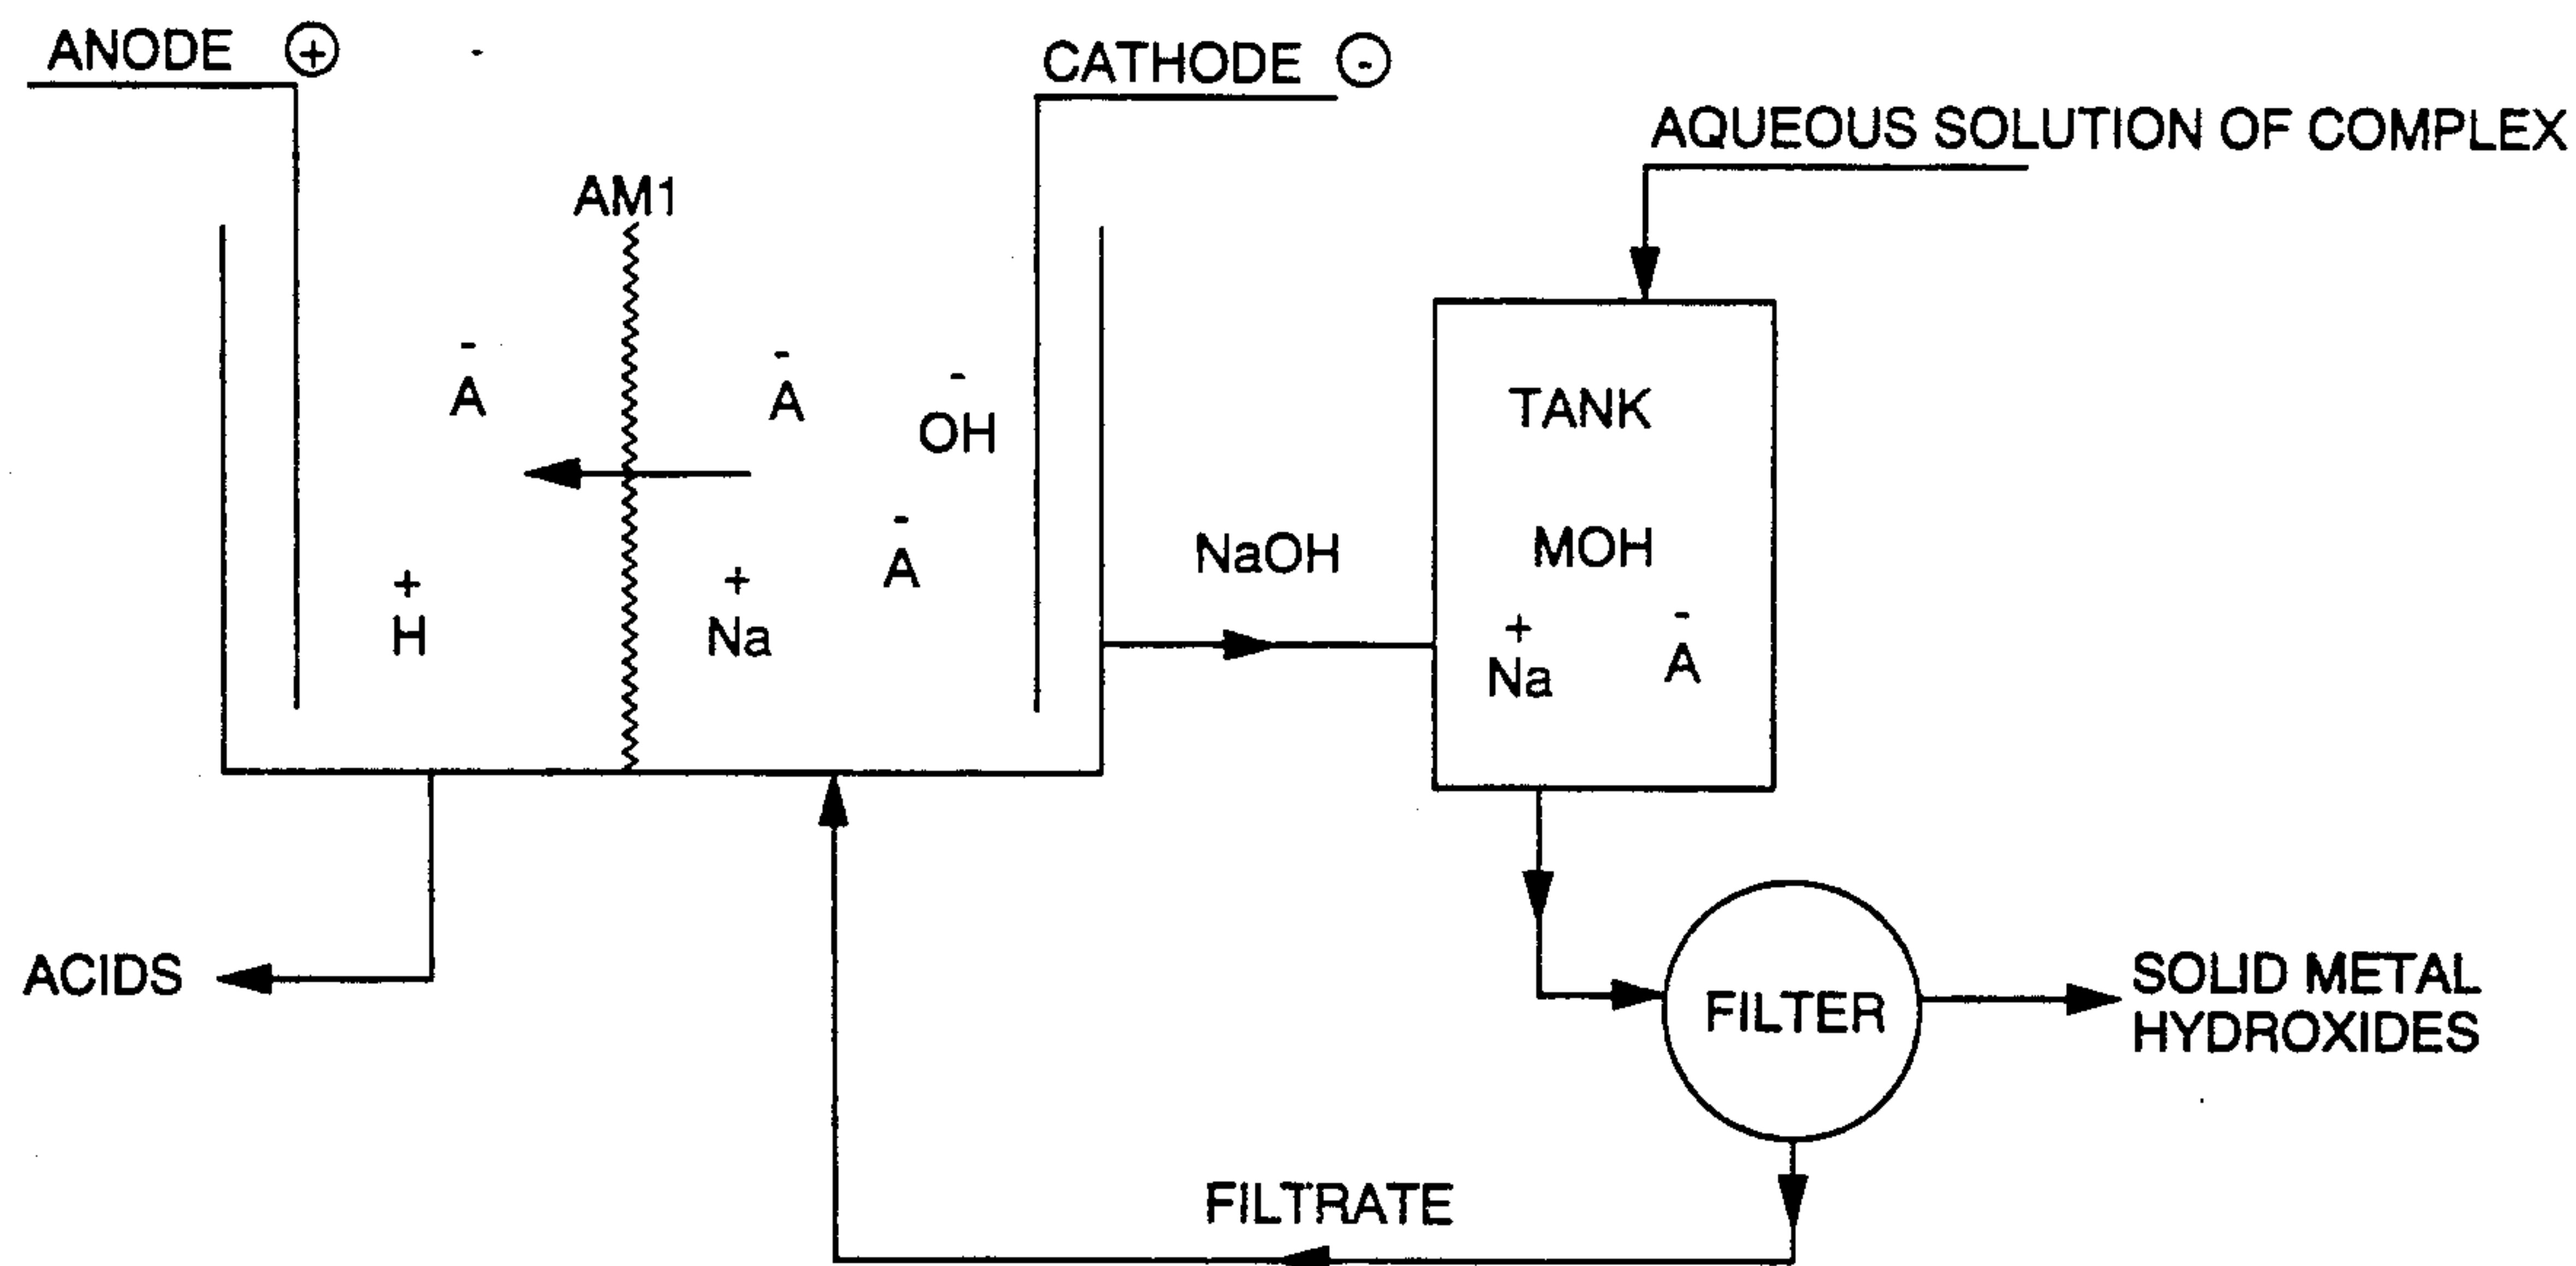 ANODE +
CATHODE -
AQUEOUS SOLUTION OF COMPLEX
AM1
-
A
-
A
-
OH
TANK
-
A
NaOH
MOH
+
H
+
Na
+
Na
-
A
ACIDS
FILTER
SOLID METAL
HYDROXIDES
FILTRATE